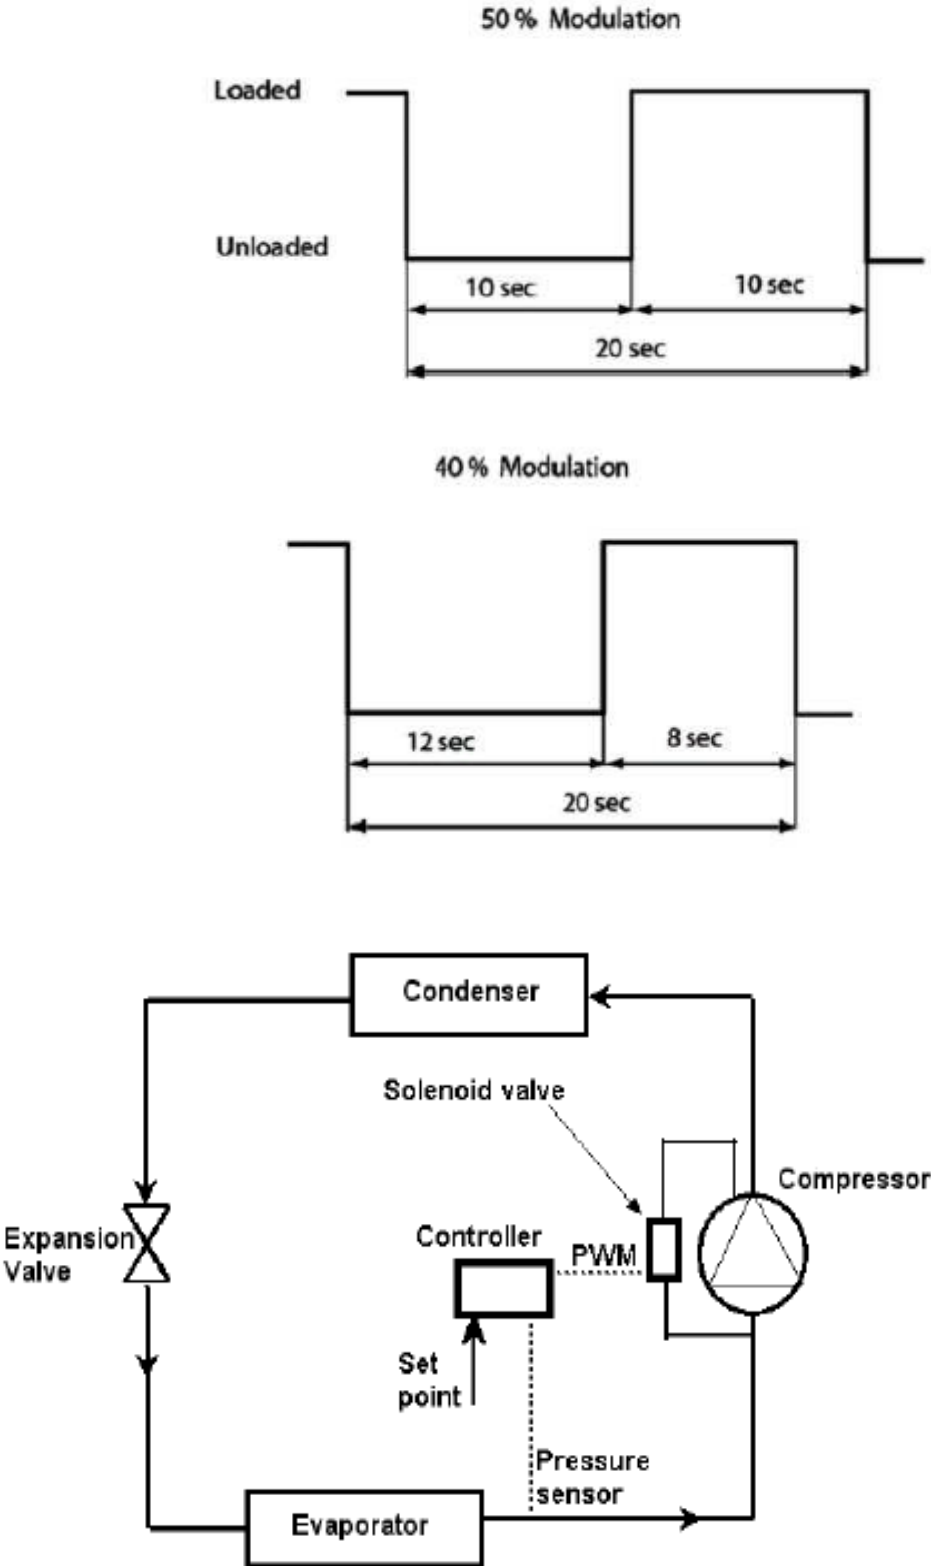 50 % Modulation
Loaded
Unloaded
10 sec
10 sec
20 sec
40 % Modulation
12 sec
8 sec
20 sec
Condenser
Solenoid valve
Compressor
Controller
PWM
Expansion
Valve
Set
point
Pressure
sensor
Evaporator